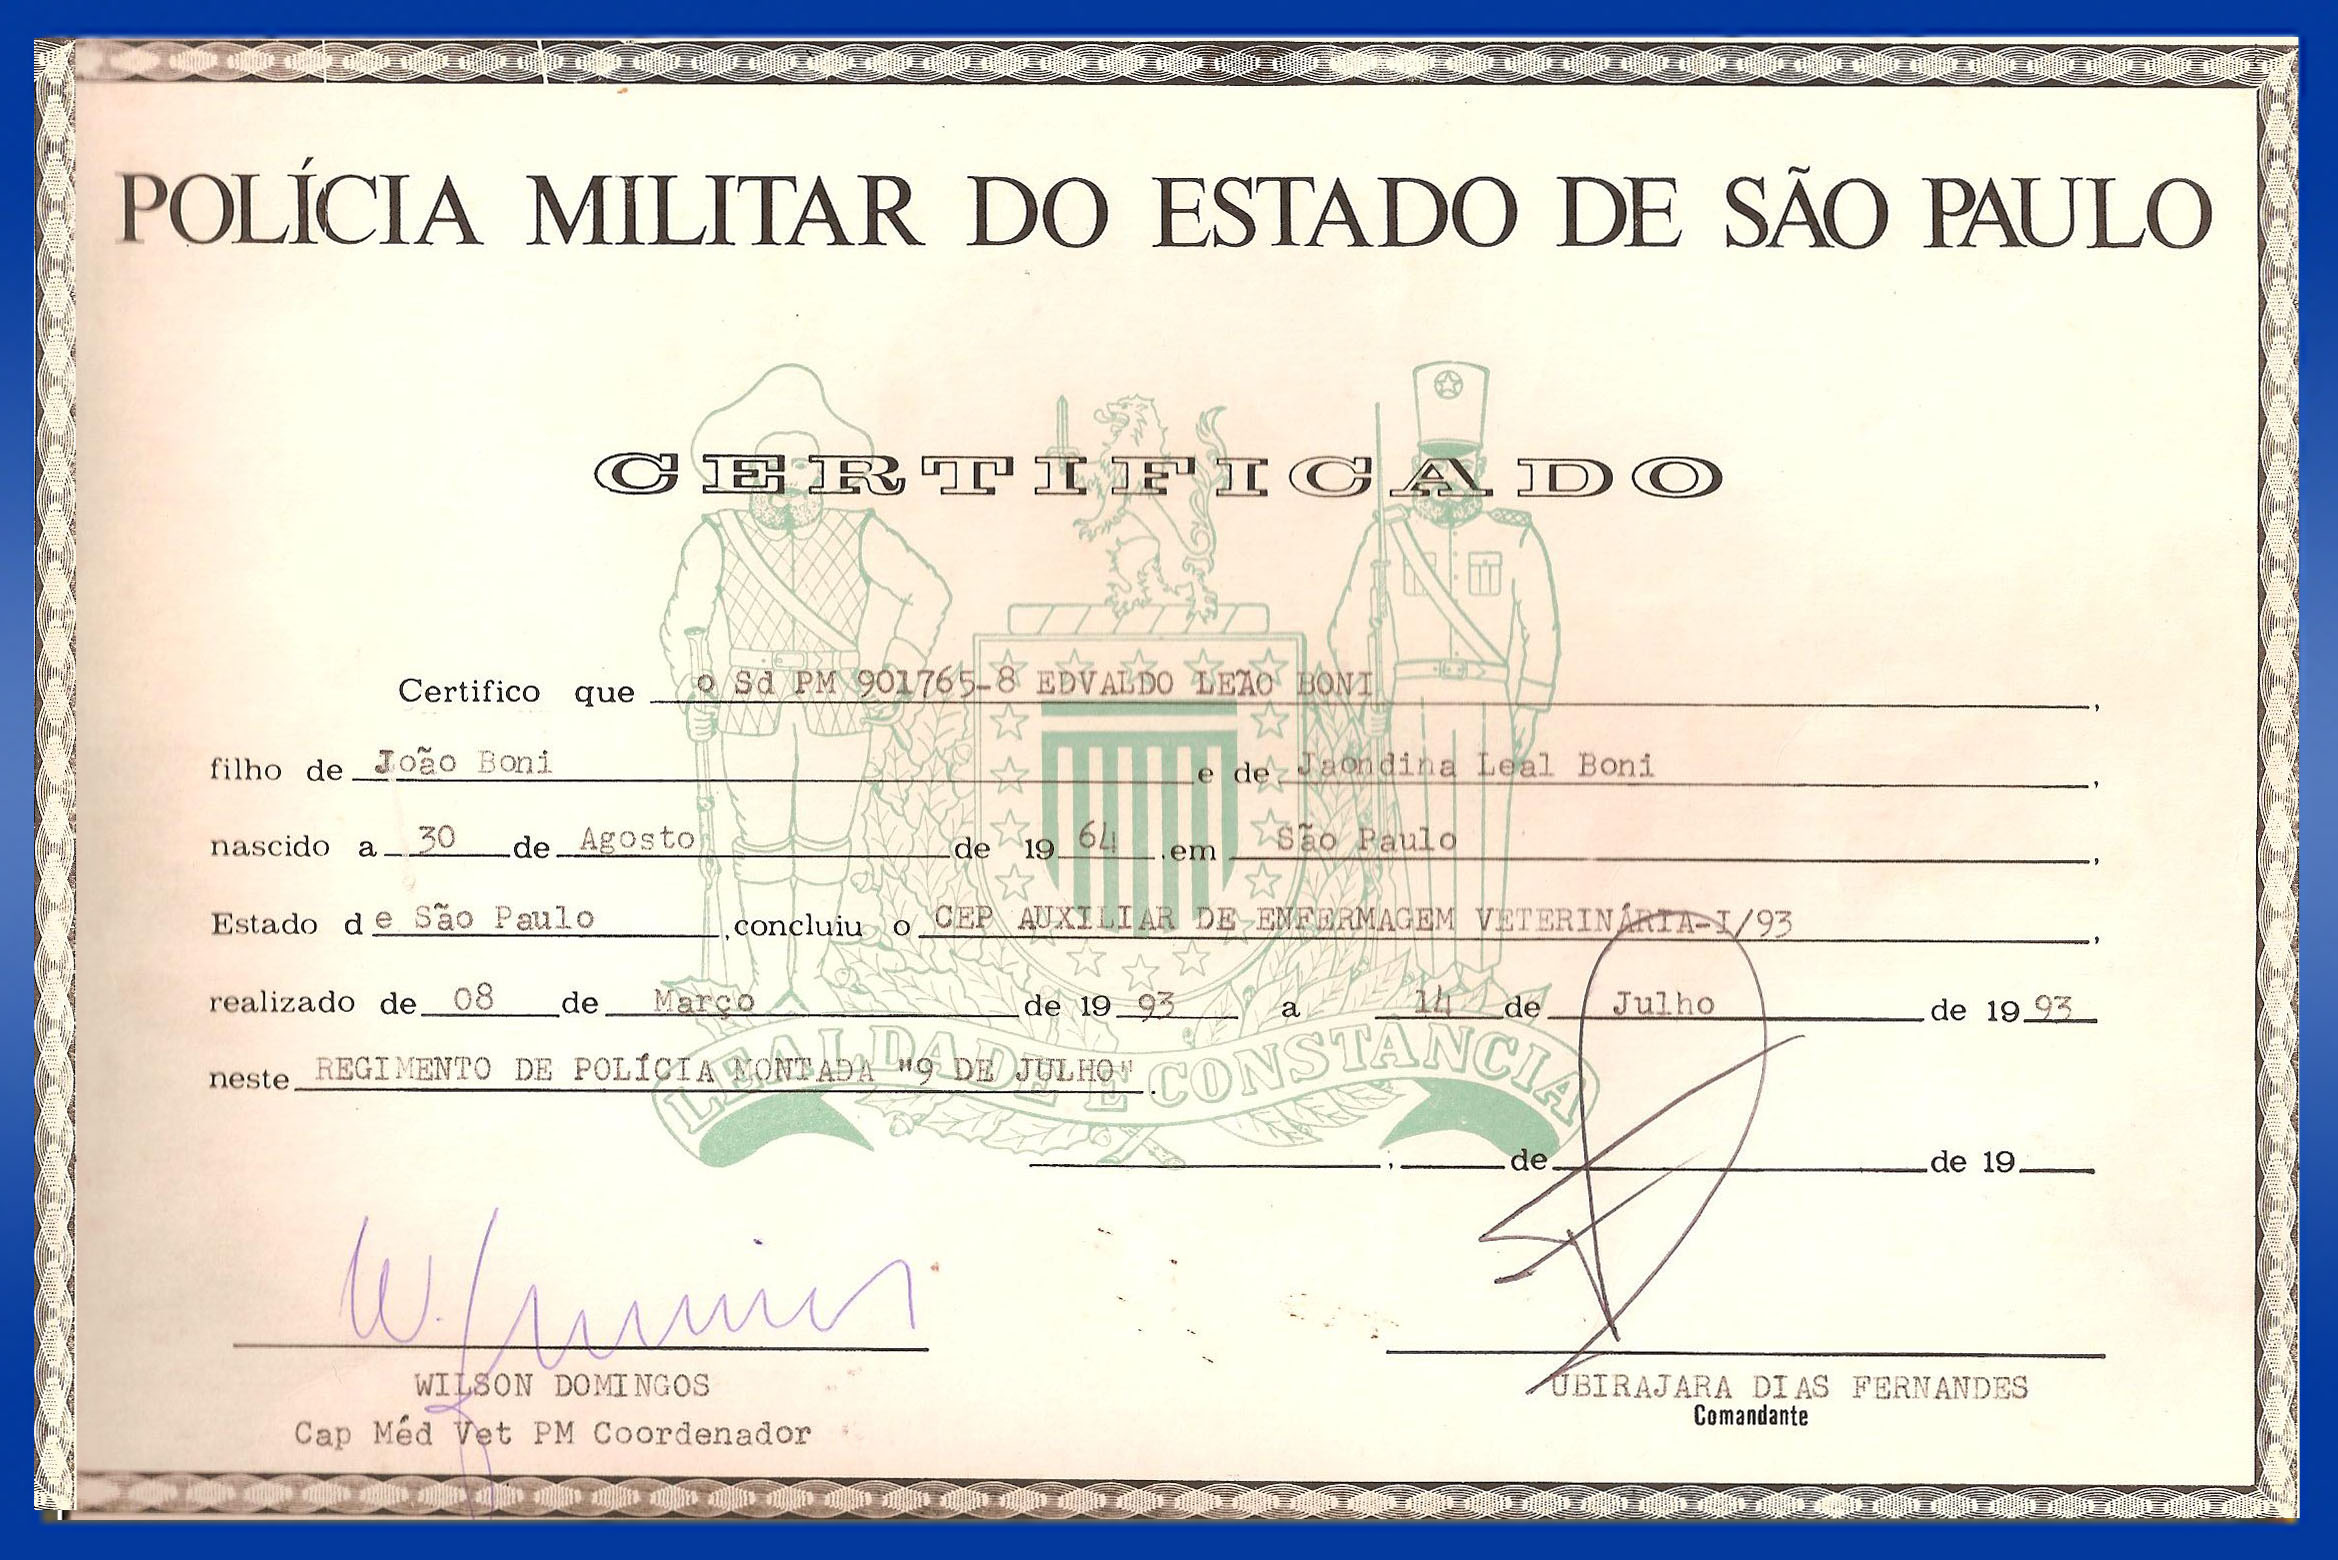 POLÍCIA MILITAR DO ESTADO DE SÃO PAULO
CERTIFICADO
Certifico que o Sd PM 901765-8 EDVALDO LEÃO BONI,
filho de João Boni e de Jaondina Leal Boni,
nascido a 30 de Agosto de 1964, em São Paulo,
Estado de São Paulo, concluiu o CEP AUXILIAR DE ENFERMAGEM VETERINÁRIA-I/93,
realizado de 08 de Março de 1993 a 14 de Julho de 1993
neste REGIMENTO DE POLÍCIA MONTADA "9 DE JULHO".
LEALDADE E CONSTANCIA
, de de 19
WILSON DOMINGOS
Cap Méd Vet PM Coordenador
UBIRAJARA DIAS FERNANDES
Comandante